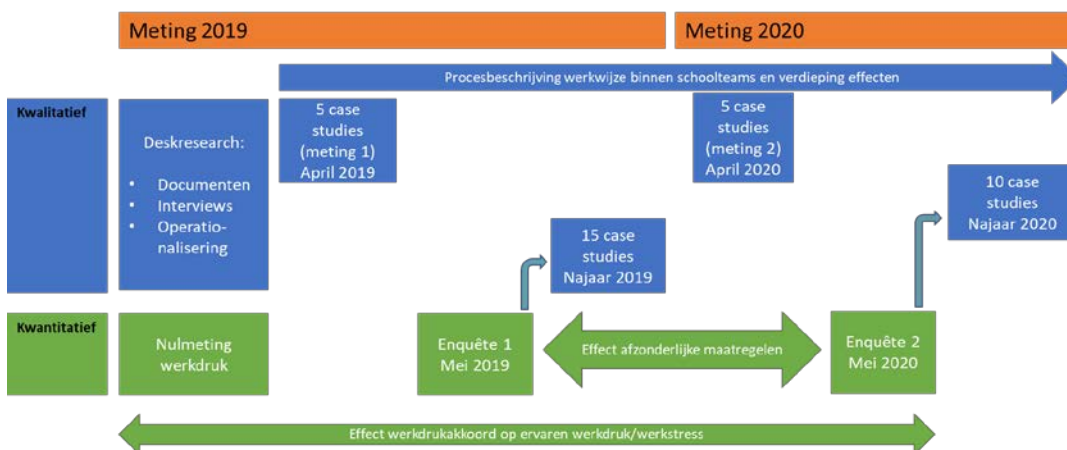 Meting 2019
Meting 2020
Procesbeschrijving werkwijze binnen schoolteams en verdieping effecten
Kwalitatief
Deskresearch:
• Documenten
• Interviews
• Operatio-
nalisering
5 case
studies
(meting 1)
April 2019
5 case
studies
(meting 2)
April 2020
10 case
studies
Najaar 2020
15 case
studies
Najaar 2019
Kwantitatief
Nulmeting
werkdruk
Enquête 1
Mei 2019
Effect afzonderlijke maatregelen
Enquête 2
Mei 2020
Effect werkdrukakkoord op ervaren werkdruk/werkstress